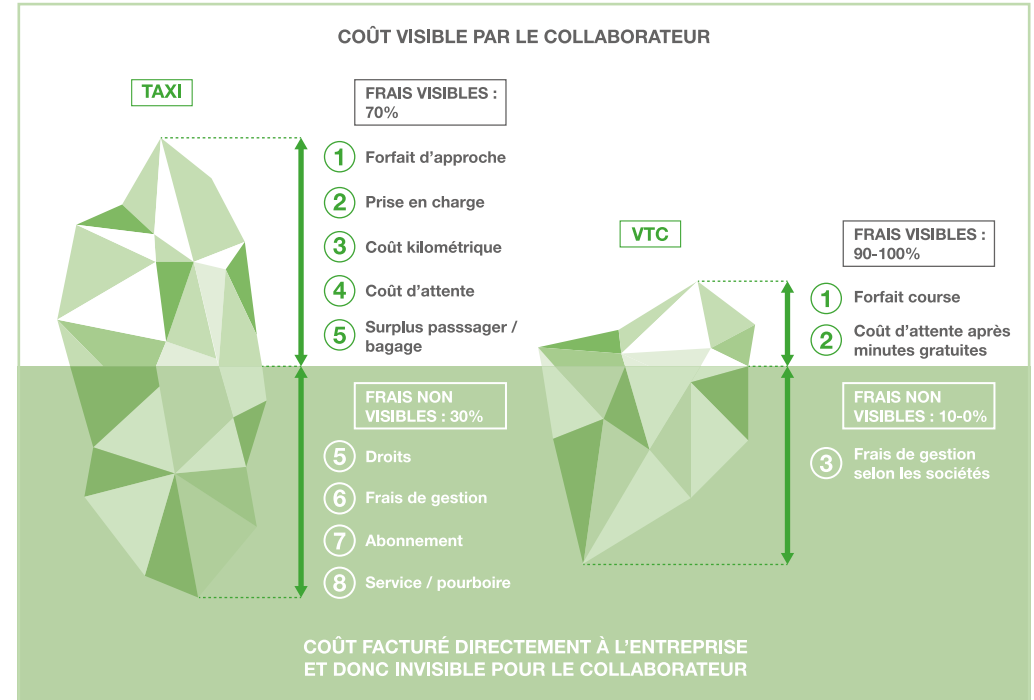 COÛT VISIBLE PAR LE COLLABORATEUR
TAXI
FRAIS VISIBLES :
70%
1 Forfait d'approche
2 Prise en charge
3 Coût kilométrique
4 Coût d'attente
5 Surplus passsager /
bagage
FRAIS NON
VISIBLES : 30%
5 Droits
6 Frais de gestion
7 Abonnement
8 Service / pourboire
VTC
FRAIS VISIBLES :
90-100%
1 Forfait course
2 Coût d'attente après
minutes gratuites
FRAIS NON
VISIBLES : 10-0%
3 Frais de gestion
selon les sociétés
COÛT FACTURÉ DIRECTEMENT À L'ENTREPRISE
ET DONC INVISIBLE POUR LE COLLABORATEUR